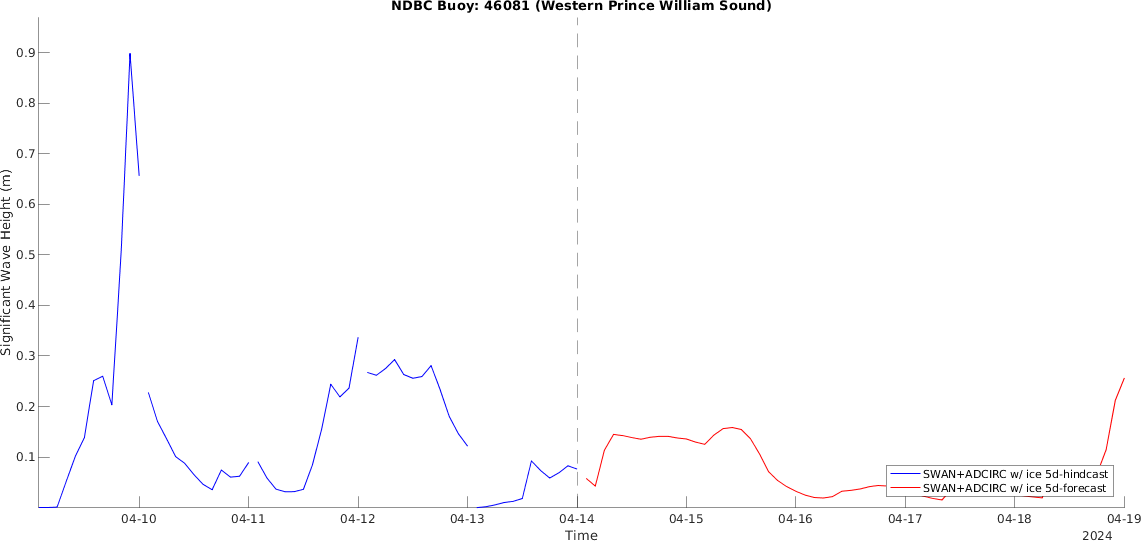 NDBC Buoy: 46081 (Western Prince William Sound)
0.9
0.8
0.7
0.6
0.5
0.4
0.3
0.2
0.1
Significant Wave Height (m)
SWAN+ADCIRC w/ ice 5d-hindcast
SWAN+ADCIRC w/ ice 5d-forecast
04-10 04-11 04-12 04-13 04-14 04-15 04-16 04-17 04-18 04-19
Time
2024